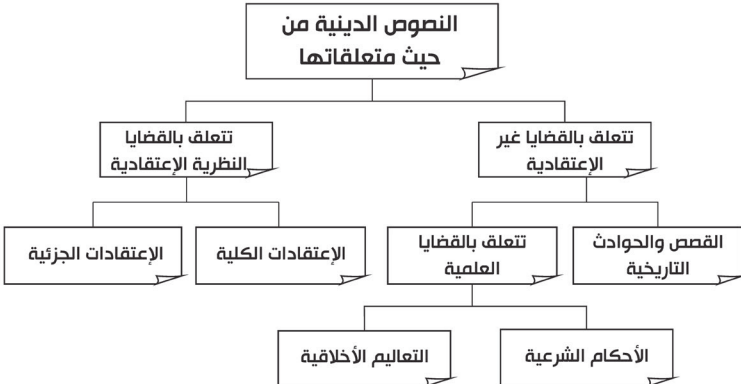 النصوص الدينية من
حيث متعلقاتها
تتعلق بالقضايا غير
الإعتقادية
تتعلق بالقضايا
النظرية الإعتقادية
القصص والحوادث
التاريخية
تتعلق بالقضايا
العلمية
الإعتقادات الكلية
الإعتقادات الجزئية
الأحكام الشرعية
التعاليم الأخلاقية